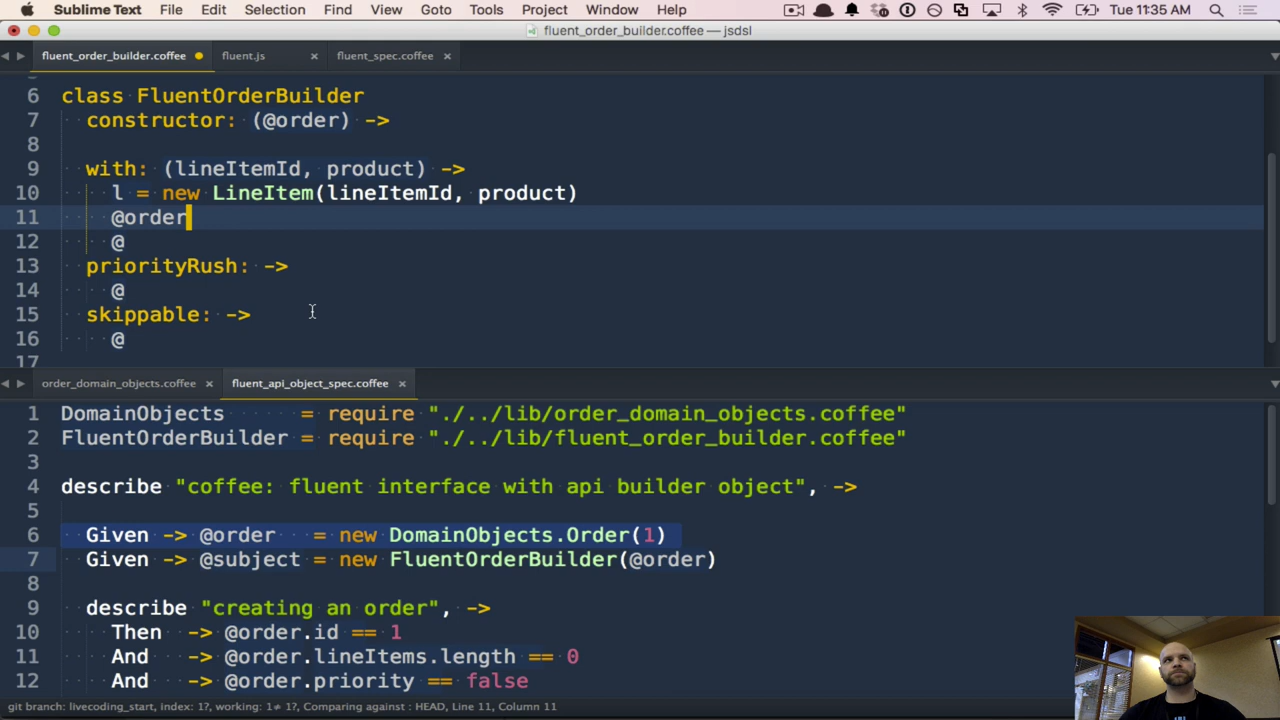 Sublime Text File Edit Selection Find View Goto Tools Project Window Help Tue 11:35 AM
fluent_order_builder.coffee — jsdsl
fluent_order_builder.coffee fluent.js × fluent_spec.coffee ×
6 class FluentOrderBuilder
7 constructor: (@order) ->
8
9 with: (lineItemId, product) ->
10 l = new LineItem(lineItemId, product)
11 @order
12 @
13 priorityRush: ->
14 @
15 skippable: ->
16 @
17
order_domain_objects.coffee × fluent_api_object_spec.coffee ×
1 DomainObjects = require "./../lib/order_domain_objects.coffee"
2 FluentOrderBuilder = require "./../lib/fluent_order_builder.coffee"
3
4 describe "coffee: fluent interface with api builder object", ->
5
6 Given -> @order = new DomainObjects.Order(1)
7 Given -> @subject = new FluentOrderBuilder(@order)
8
9 describe "creating an order", ->
10 Then -> @order.id == 1
11 And -> @order.lineItems.length == 0
12 And -> @order.priority == false
git branch: livecoding_start, index: 1?, working: 1≠ 1?, Comparing against : HEAD, Line 11, Column 11